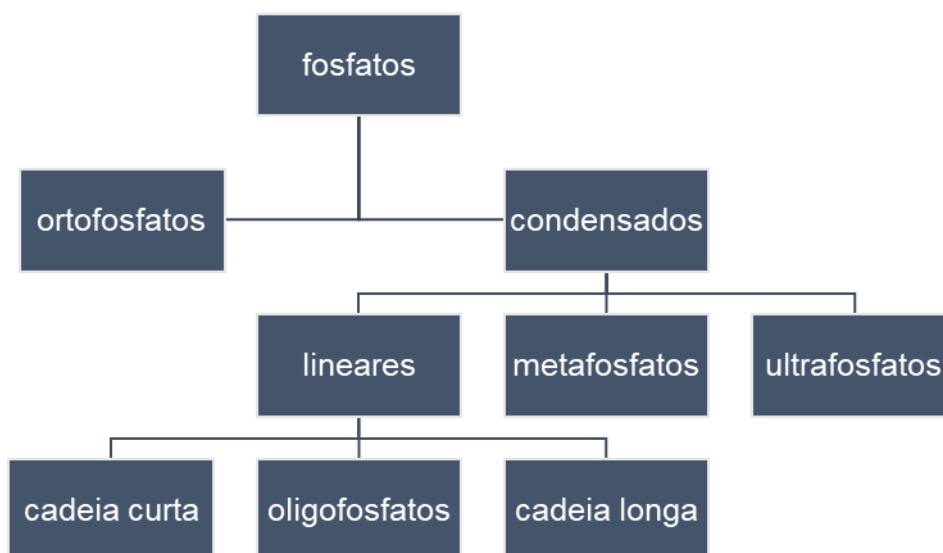 fosfatos
ortofosfatos
condensados
lineares
metafosfatos
ultrafosfatos
cadeia curta
oligofosfatos
cadeia longa